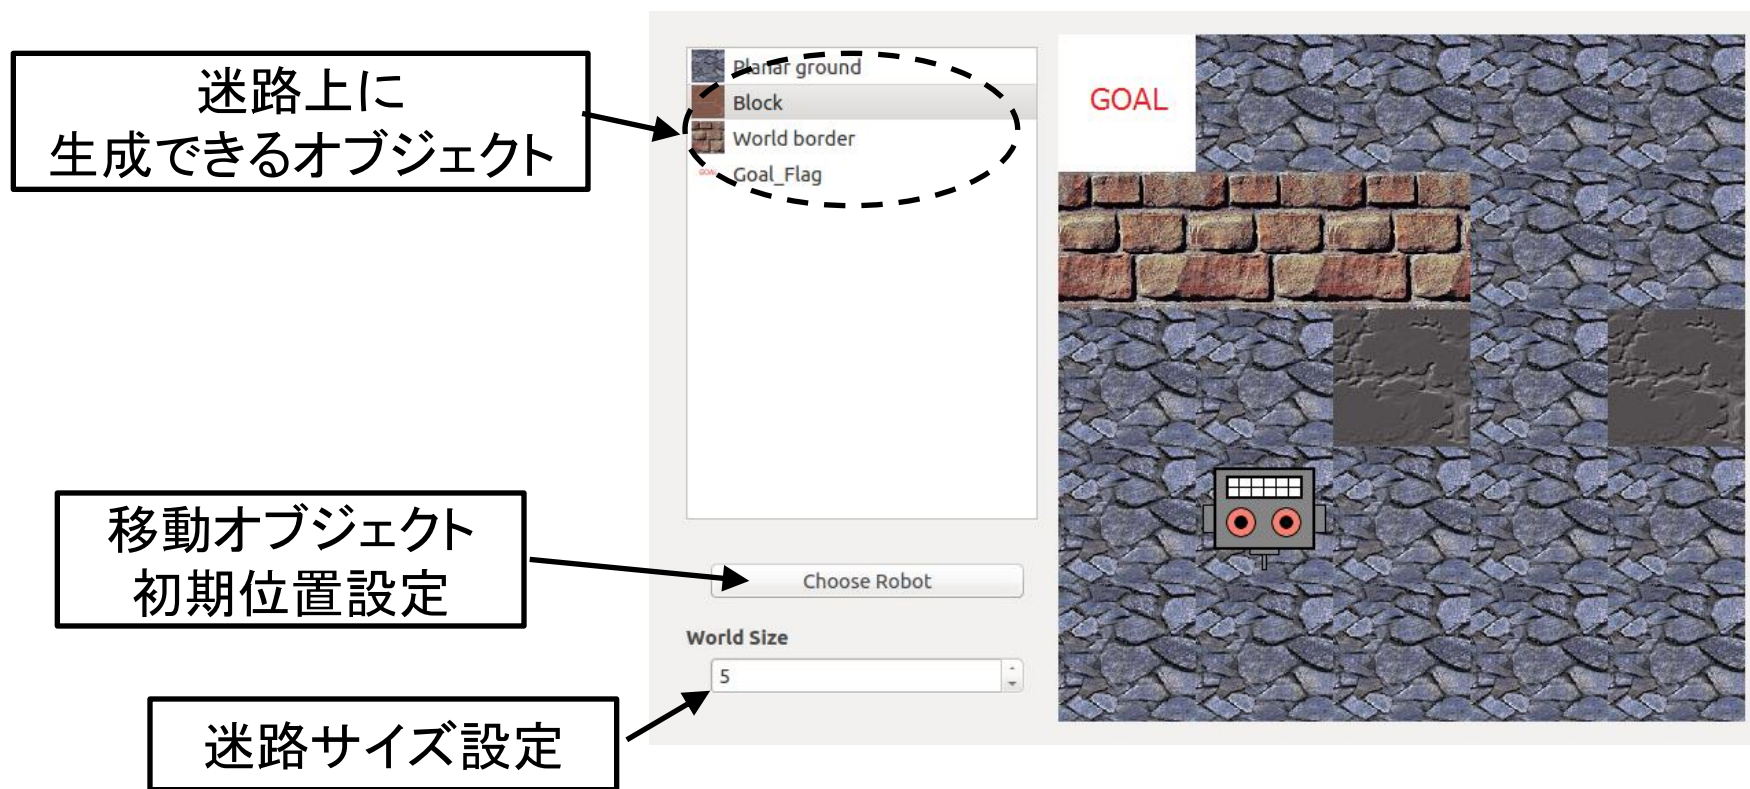 迷路上に
生成できるオブジェクト
Planar ground
Block
World border
GOAL
Goal_Flag
GOAL
移動オブジェクト
初期位置設定
Choose Robot
World Size
5
迷路サイズ設定